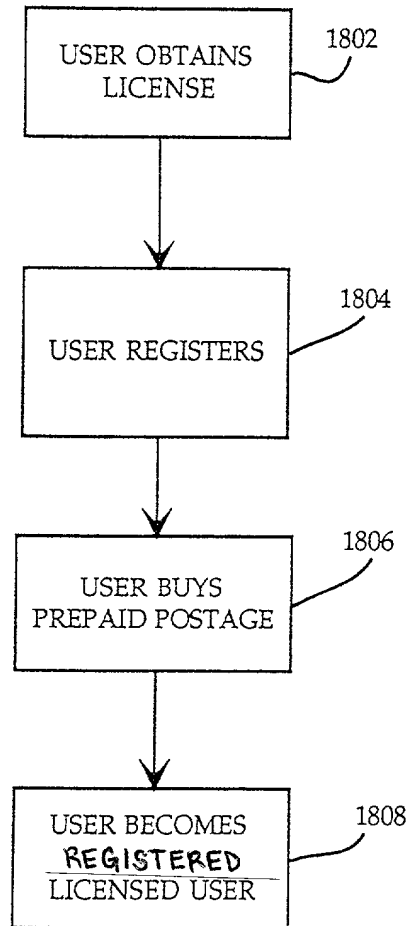 USER OBTAINS
LICENSE
1802
USER REGISTERS
1804
USER BUYS
PREPAID POSTAGE
1806
USER BECOMES
REGISTERED
LICENSED USER
1808